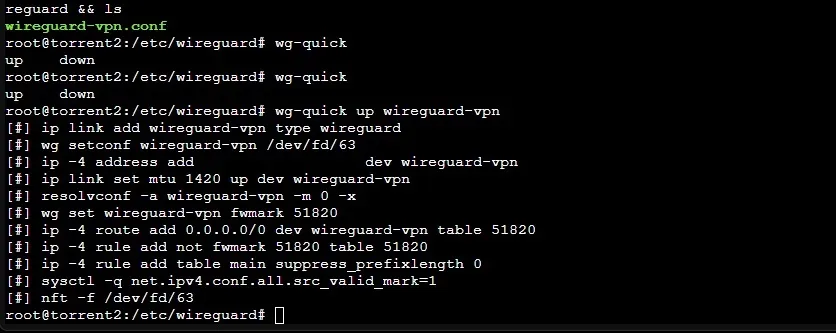 reguard && ls
wireguard-vpn.conf
root@torrent2:/etc/wireguard# wg-quick
up    down
root@torrent2:/etc/wireguard# wg-quick
up    down
root@torrent2:/etc/wireguard# wg-quick up wireguard-vpn
[#] ip link add wireguard-vpn type wireguard
[#] wg setconf wireguard-vpn /dev/fd/63
[#] ip -4 address add                     dev wireguard-vpn
[#] ip link set mtu 1420 up dev wireguard-vpn
[#] resolvconf -a wireguard-vpn -m 0 -x
[#] wg set wireguard-vpn fwmark 51820
[#] ip -4 route add 0.0.0.0/0 dev wireguard-vpn table 51820
[#] ip -4 rule add not fwmark 51820 table 51820
[#] ip -4 rule add table main suppress_prefixlength 0
[#] sysctl -q net.ipv4.conf.all.src_valid_mark=1
[#] nft -f /dev/fd/63
root@torrent2:/etc/wireguard#